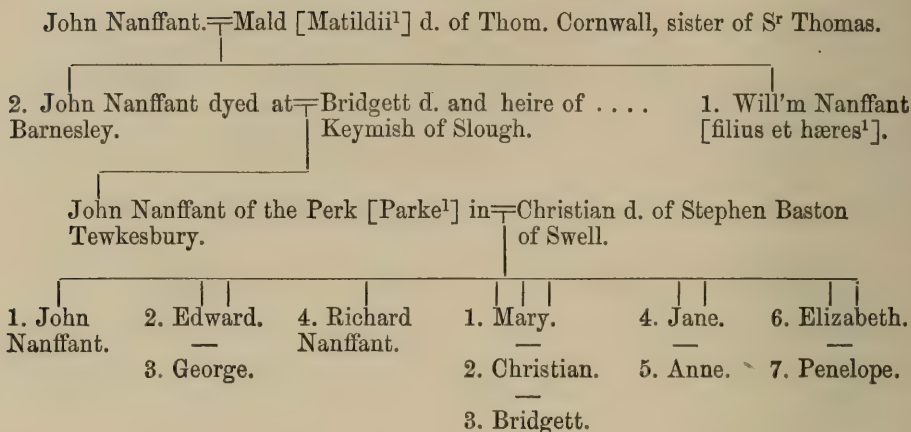 John Nanffant.=Mald [Matildii¹] d. of Thom. Cornwall, sister of Sʳ Thomas.
2. John Nanffant dyed at=Bridgett d. and heire of . . . . 1. Will'm Nanffant
Barnesley. Keymish of Slough. [filius et hæres¹].
John Nanffant of the Perk [Parke¹] in=Christian d. of Stephen Baston
Tewkesbury. of Swell.
1. John 2. Edward. 4. Richard 1. Mary. 4. Jane. 6. Elizabeth.
Nanffant. — Nanffant. — — —
3. George. 2. Christian. 5. Anne. 7. Penelope.
—
3. Bridgett.